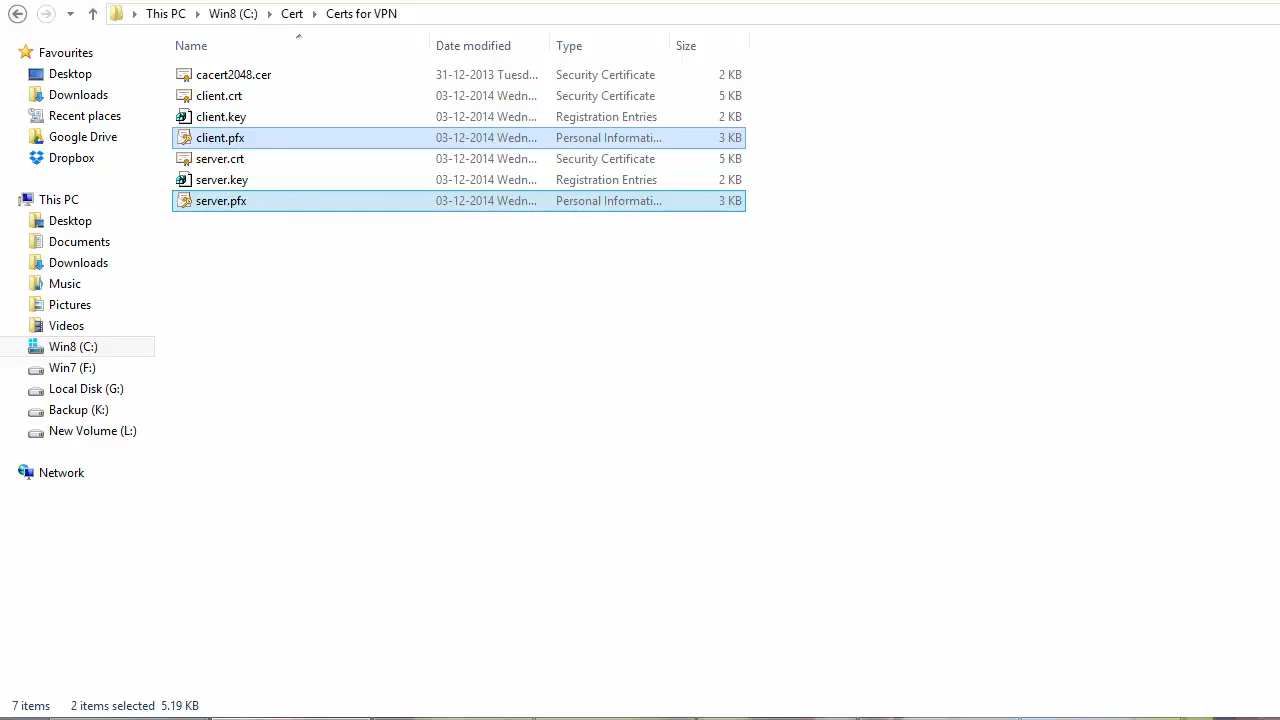 This PC Win8 (C:) Cert Certs for VPN
Name Date modified Type Size
Favourites
Desktop
Downloads
Recent places
Google Drive
Dropbox
This PC
Desktop
Documents
Downloads
Music
Pictures
Videos
Win8 (C:)
Win7 (F:)
Local Disk (G:)
Backup (K:)
New Volume (L:)
Network
cacert2048.cer 31-12-2013 Tuesd... Security Certificate 2 KB
client.crt 03-12-2014 Wedn... Security Certificate 5 KB
client.key 03-12-2014 Wedn... Registration Entries 2 KB
client.pfx 03-12-2014 Wedn... Personal Informati... 3 KB
server.crt 03-12-2014 Wedn... Security Certificate 5 KB
server.key 03-12-2014 Wedn... Registration Entries 2 KB
server.pfx 03-12-2014 Wedn... Personal Informati... 3 KB
7 items 2 items selected 5.19 KB